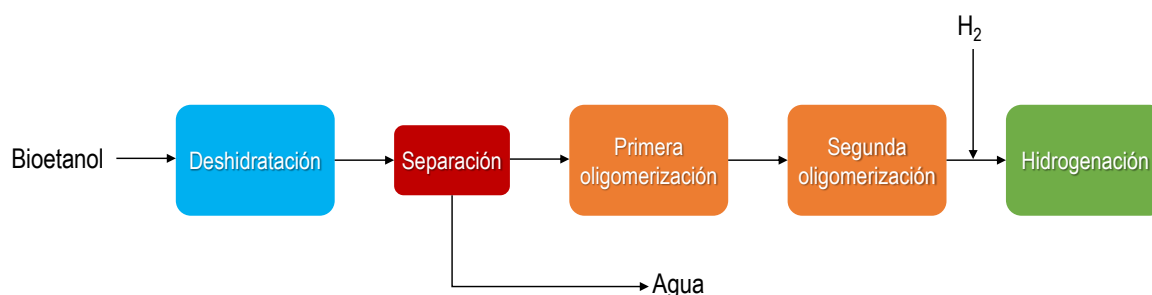 H₂
Bioetanol
Deshidratación
Separación
Primera
oligomerización
Segunda
oligomerización
Hidrogenación
Agua